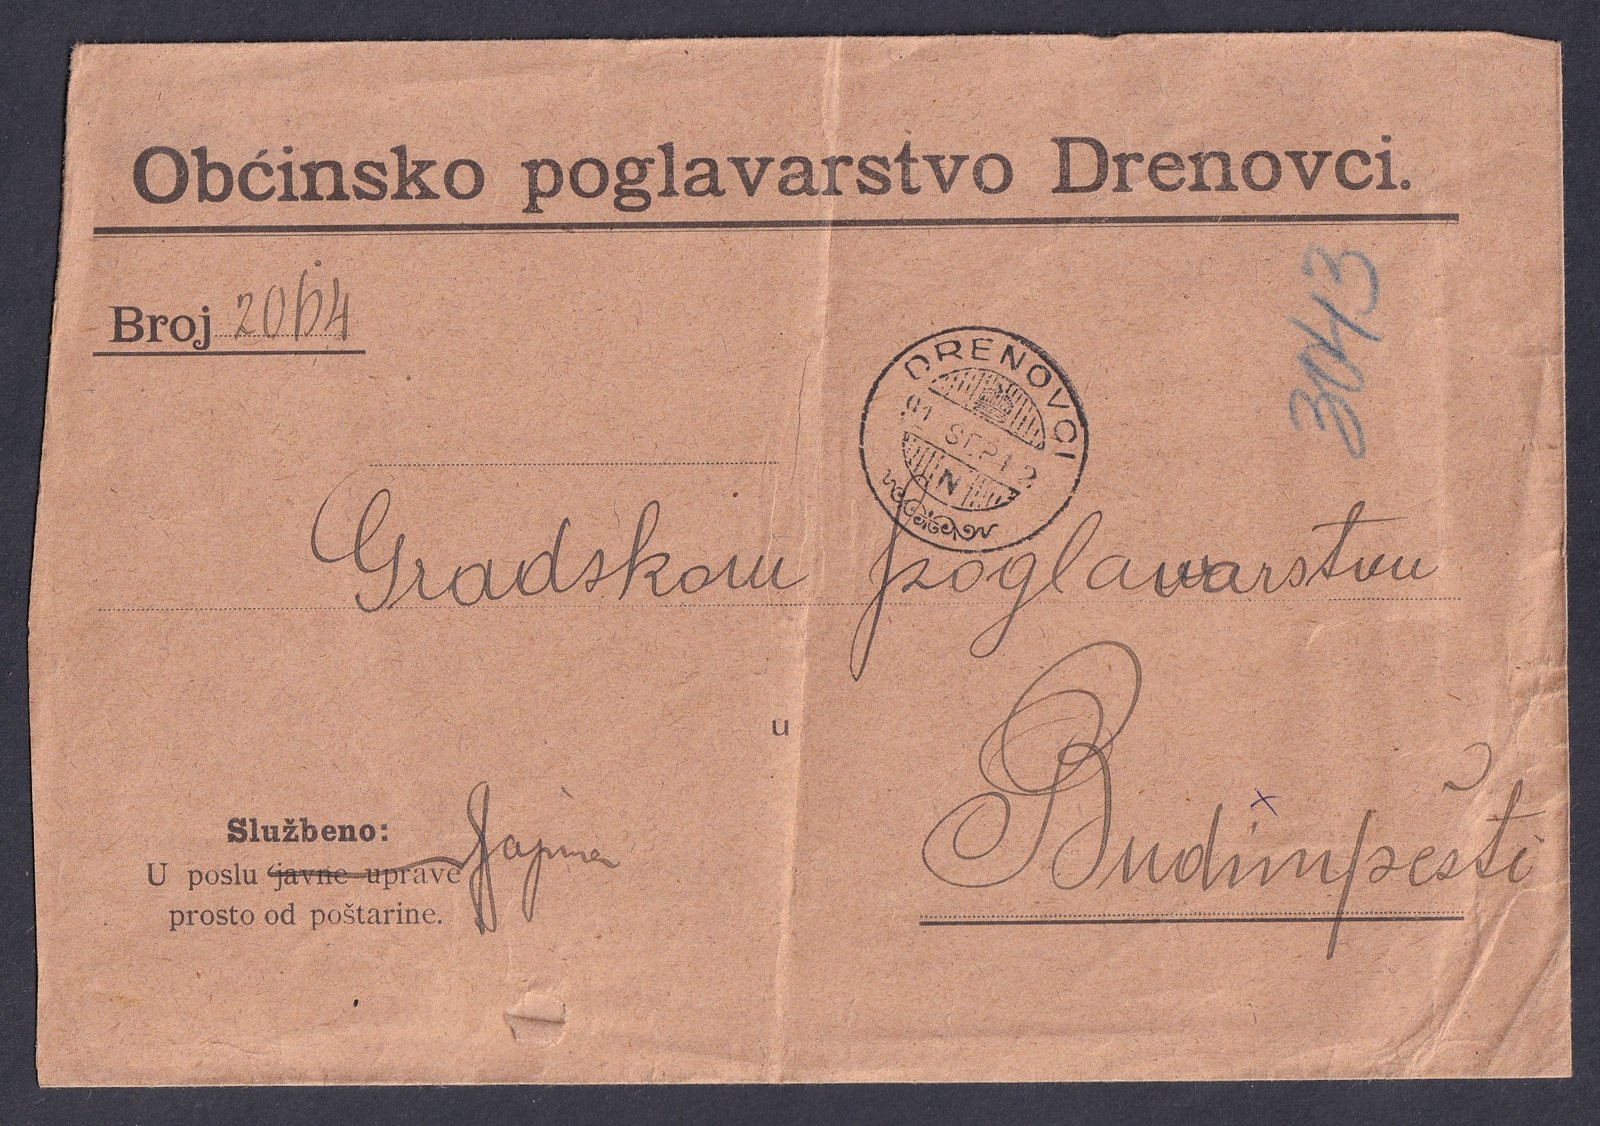 Obćinsko poglavarstvo Drenovci.
Broj 2064
3043
DRENOVCI
N
Gradskom poglavarstvu
u
Budimpešti
Službeno:
U poslu javne uprave
prosto od poštarine.